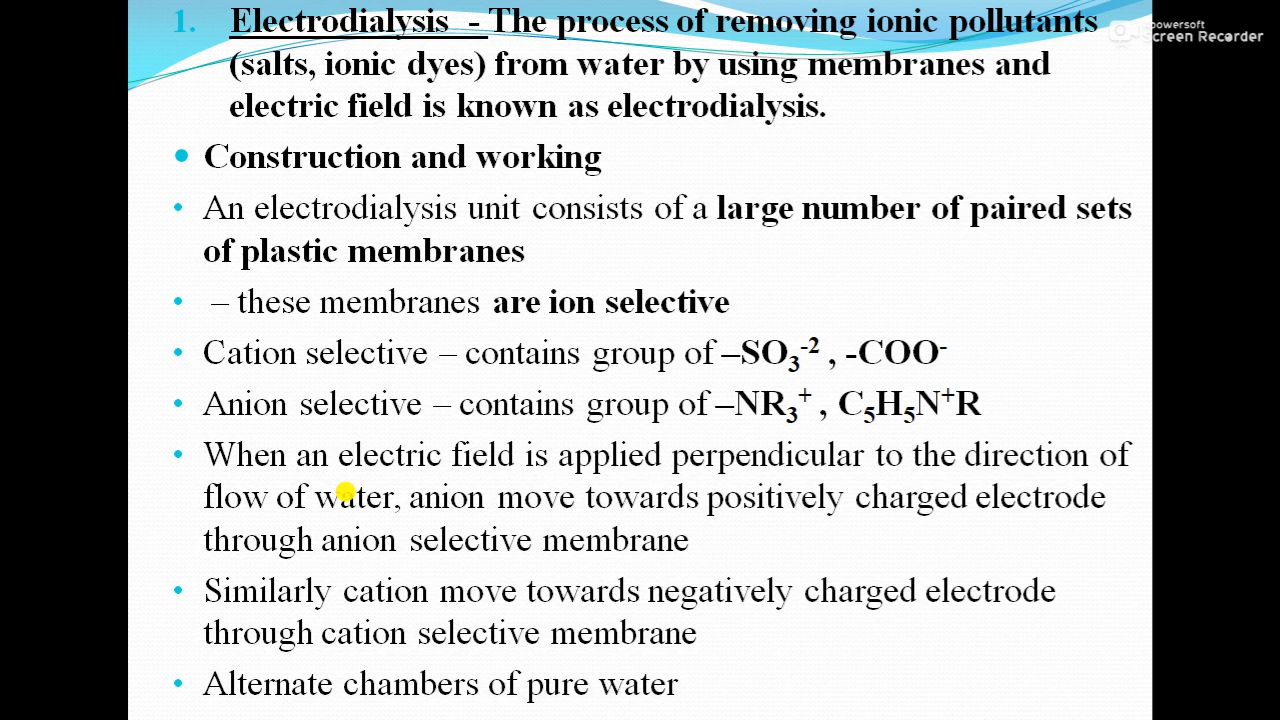 1. Electrodialysis - The process of removing ionic pollutants
(salts, ionic dyes) from water by using membranes and
electric field is known as electrodialysis.
• Construction and working
• An electrodialysis unit consists of a large number of paired sets
of plastic membranes
• – these membranes are ion selective
• Cation selective – contains group of –SO₃⁻² , -COO⁻
• Anion selective – contains group of –NR₃⁺ , C₅H₅N⁺R
• When an electric field is applied perpendicular to the direction of
flow of water, anion move towards positively charged electrode
through anion selective membrane
• Similarly cation move towards negatively charged electrode
through cation selective membrane
• Alternate chambers of pure water
Screen Recorder